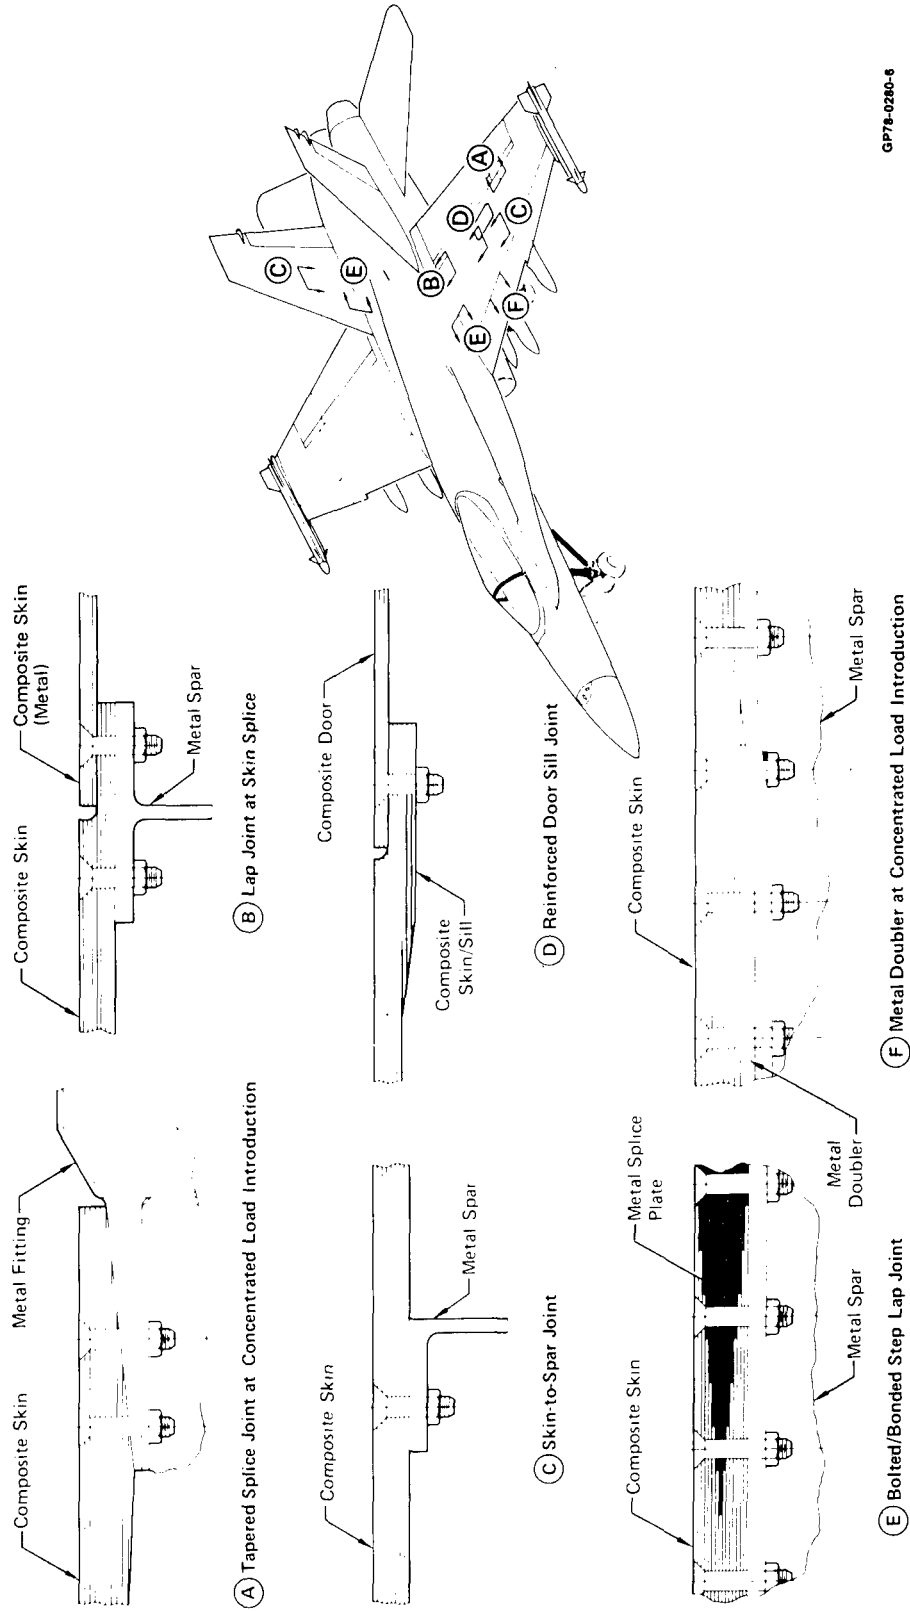 Composite Skin
Metal Fitting
A Tapered Splice Joint at Concentrated Load Introduction
Composite Skin
Composite Skin
(Metal)
Metal Spar
B Lap Joint at Skin Splice
Composite Skin
Metal Spar
C Skin-to-Spar Joint
Composite Door
Composite
Skin/Sill
D Reinforced Door Sill Joint
Composite Skin
Metal Splice
Plate
Metal Spar
E Bolted/Bonded Step Lap Joint
Composite Skin
Metal
Doubler
Metal Spar
F Metal Doubler at Concentrated Load Introduction
C
E
B
D
A
C
E
F
GP78-0280-6